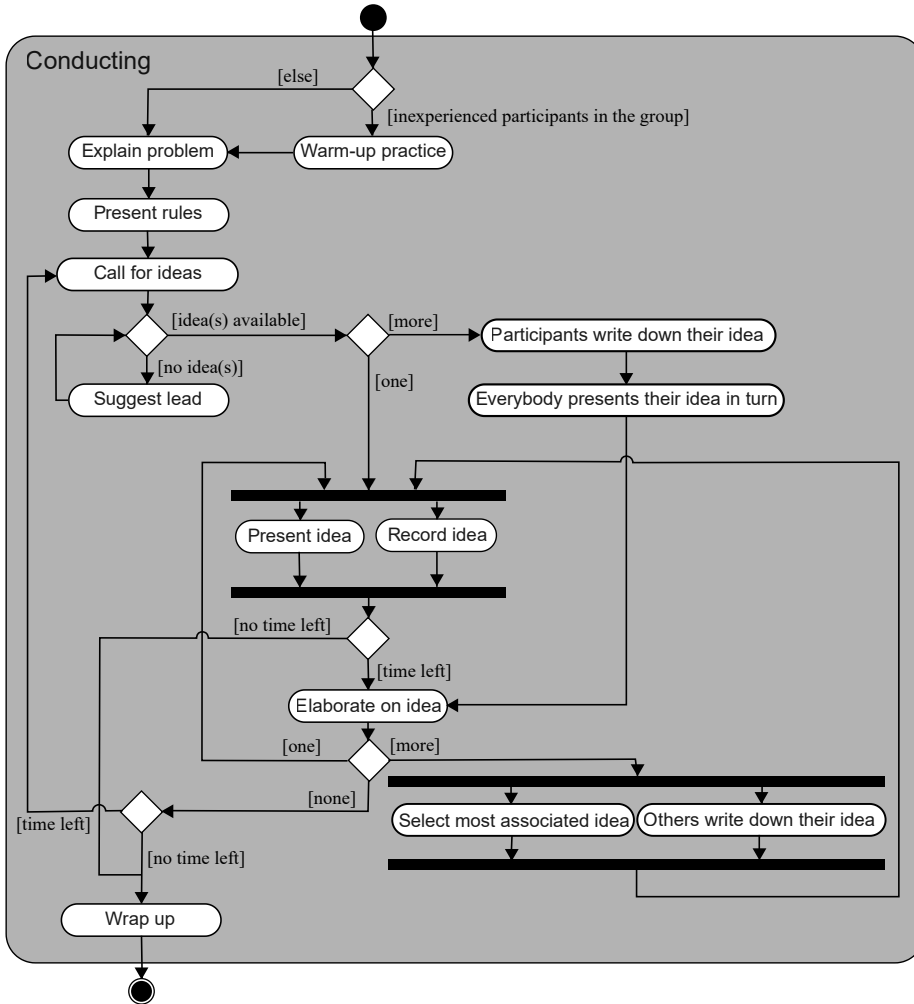 Conducting
[else]
[inexperienced participants in the group]
Explain problem
Warm-up practice
Present rules
Call for ideas
[idea(s) available]
[more]
Participants write down their idea
[no idea(s)]
[one]
Suggest lead
Everybody presents their idea in turn
Present idea
Record idea
[no time left]
[time left]
Elaborate on idea
[one]
[more]
[none]
[time left]
Select most associated idea
Others write down their idea
[no time left]
Wrap up